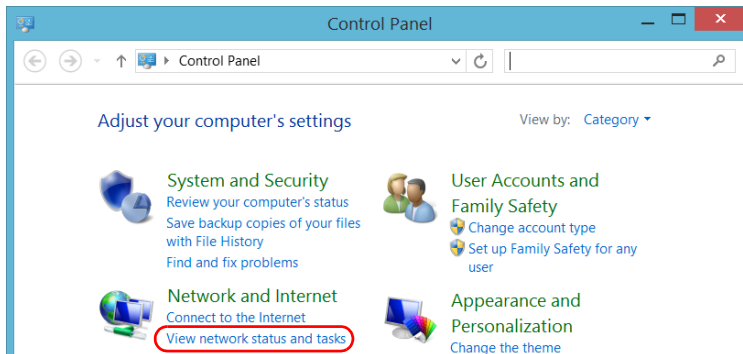 Control Panel
Control Panel
Adjust your computer's settings
View by: Category
System and Security
Review your computer's status
Save backup copies of your files
with File History
Find and fix problems
Network and Internet
Connect to the Internet
View network status and tasks
User Accounts and
Family Safety
Change account type
Set up Family Safety for any
user
Appearance and
Personalization
Change the theme